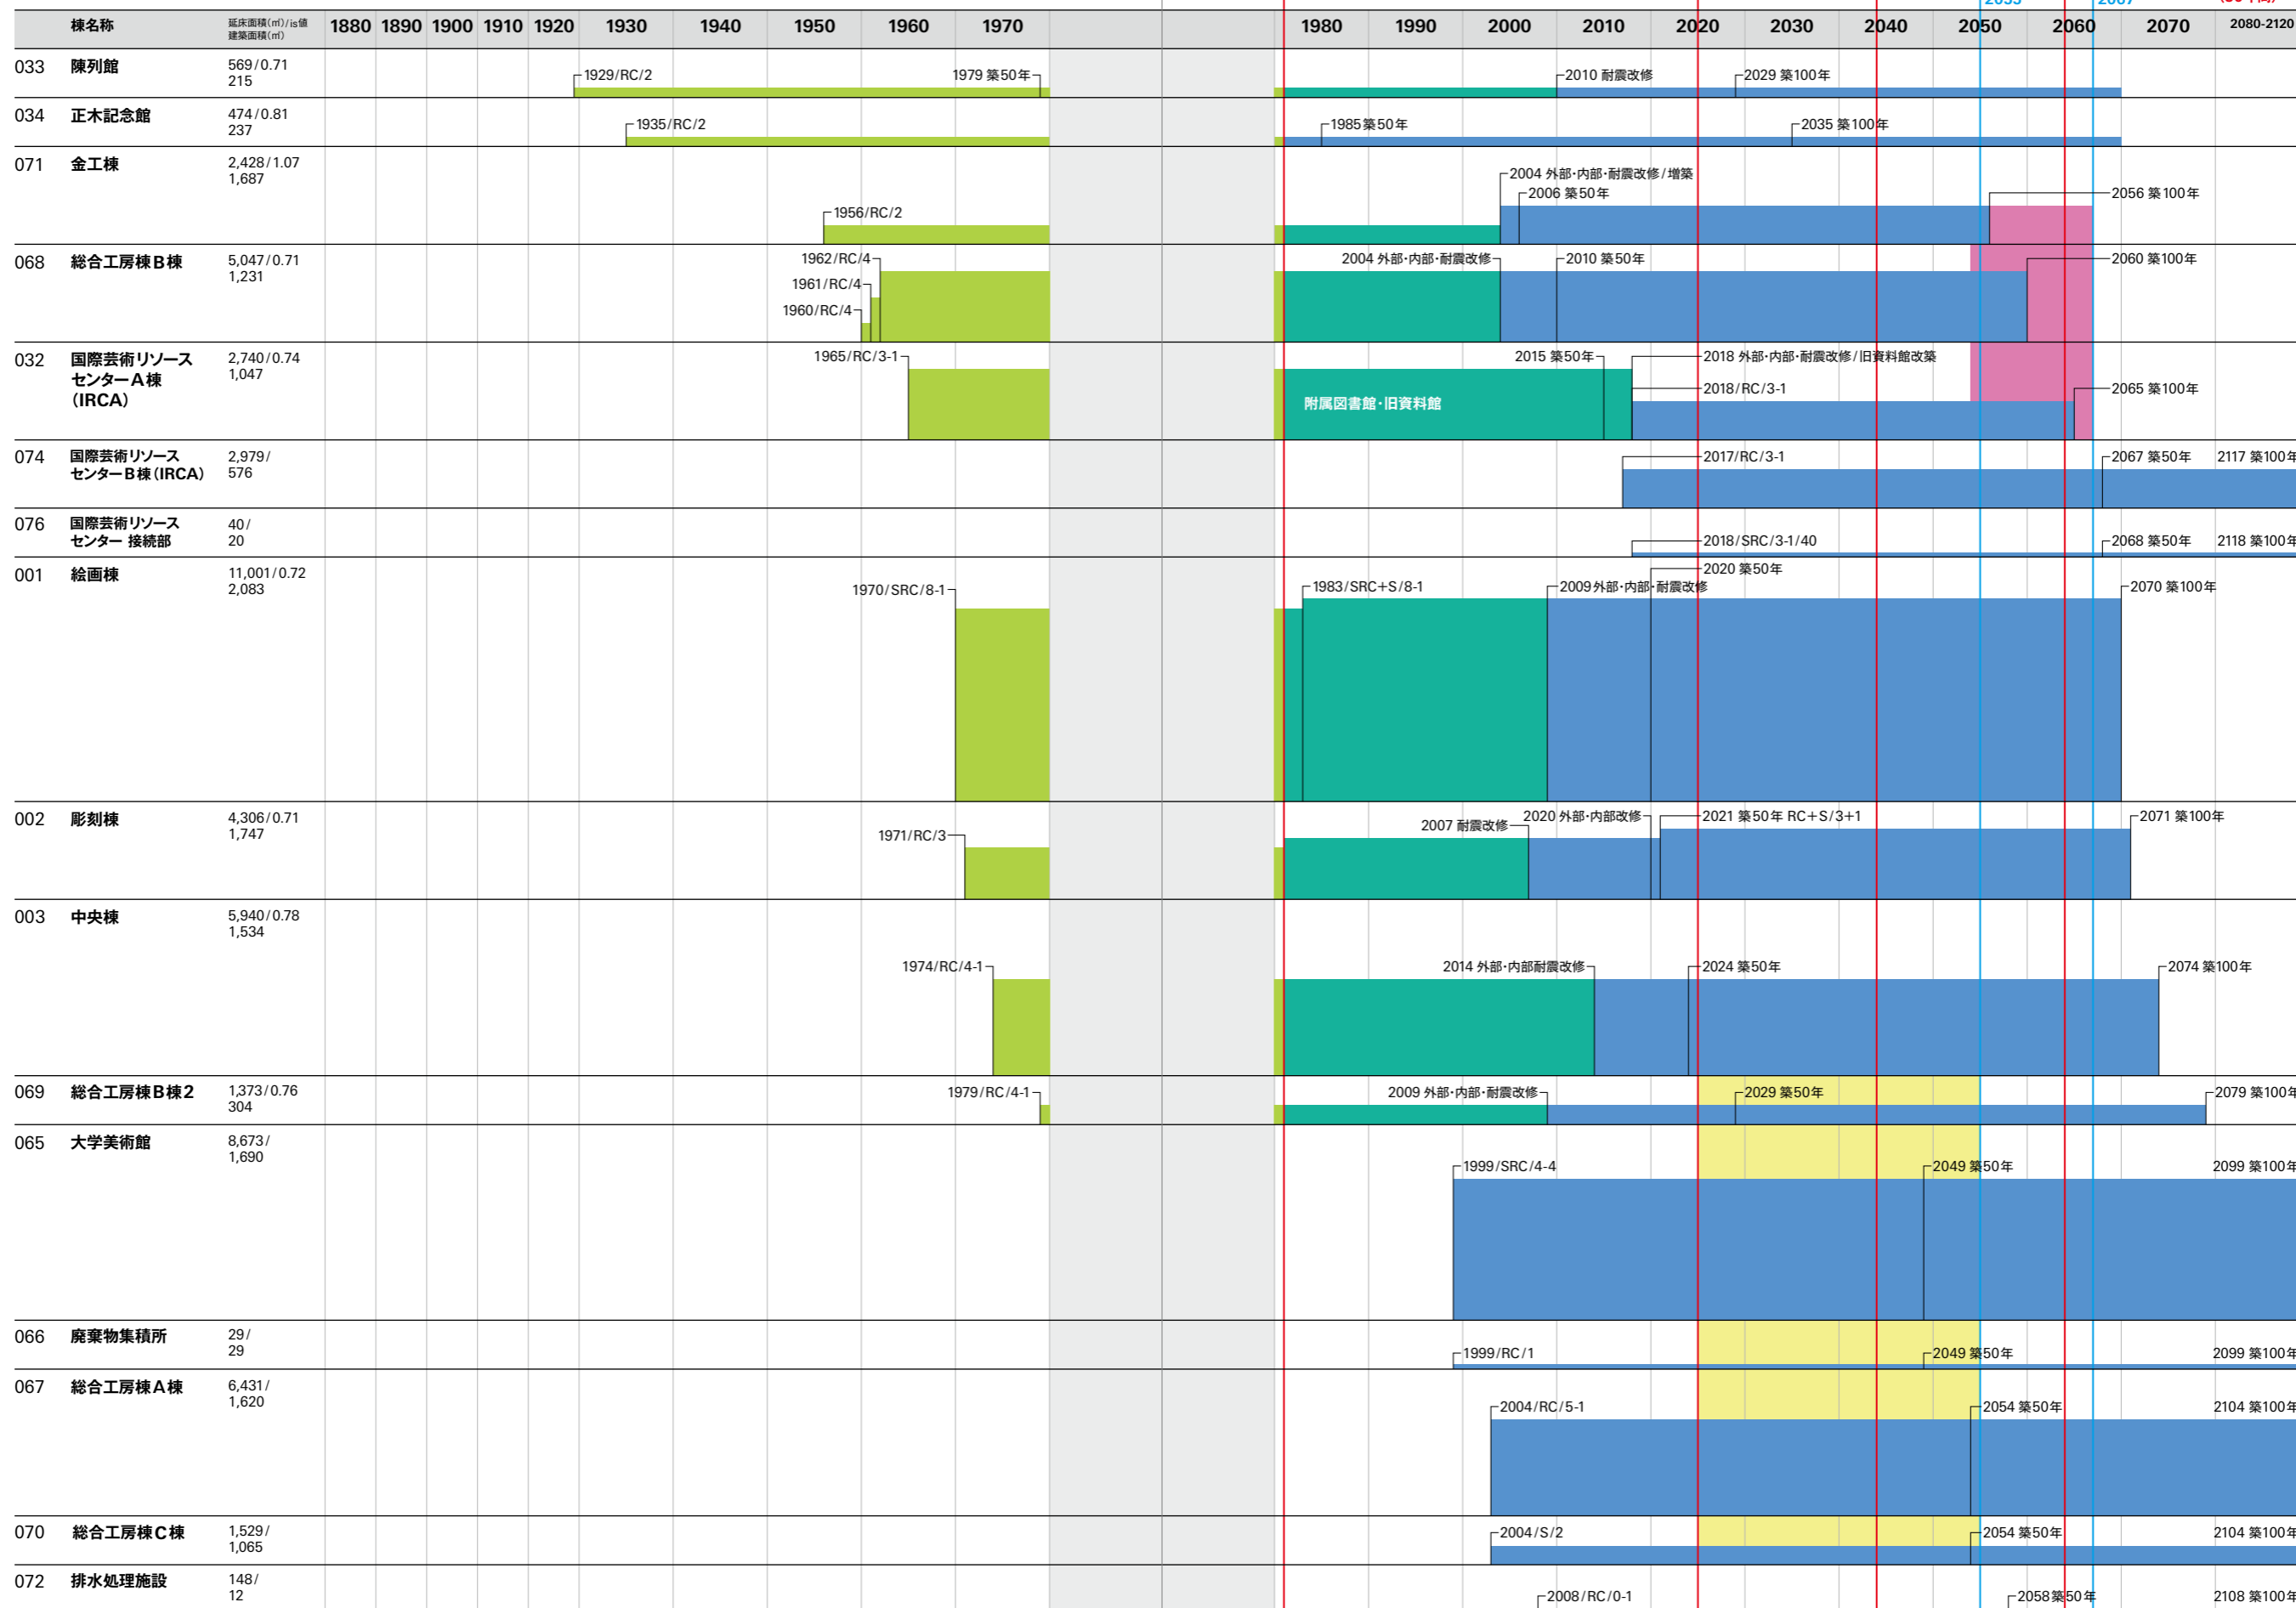 棟名称 延床面積(㎡)/is値 1880 1890 1900 1910 1920 1930 1940 1950 1960 1970 1980 1990 2000 2010 2020 2030 2040 2050 2060 2070 2080-2120
建築面積(㎡)
033 陳列館 569/0.71
215
1929/RC/2 1979 築50年 2010 耐震改修 2029 築100年
034 正木記念館 474/0.81
237
1935/RC/2 1985築50年 2035 築100年
071 金工棟 2,428/1.07
1,687
2004 外部・内部・耐震改修/増築
2006 築50年 2056 築100年
1956/RC/2
068 総合工房棟B棟 5,047/0.71
1,231
1962/RC/4 2004 外部・内部・耐震改修 2010 築50年 2060 築100年
1961/RC/4
1960/RC/4
032 国際芸術リソース 2,740/0.74
センターA棟 1,047
(IRCA)
1965/RC/3-1 2015 築50年 2018 外部・内部・耐震改修/旧資料館改築
2018/RC/3-1 2065 築100年
附属図書館・旧資料館
074 国際芸術リソース 2,979/
センターB棟(IRCA) 576
2017/RC/3-1 2067 築50年 2117 築100年
076 国際芸術リソース 40/
センター 接続部 20
2018/SRC/3-1/40 2068 築50年 2118 築100年
001 絵画棟 11,001/0.72
2,083
2020 築50年
1970/SRC/8-1 1983/SRC+S/8-1 2009外部・内部・耐震改修 2070 築100年
002 彫刻棟 4,306/0.71
1,747
1971/RC/3 2007 耐震改修 2020 外部・内部改修 2021 築50年 RC+S/3+1 2071 築100年
003 中央棟 5,940/0.78
1,534
1974/RC/4-1 2014 外部・内部耐震改修 2024 築50年 2074 築100年
069 総合工房棟B棟2 1,373/0.76
304
1979/RC/4-1 2009 外部・内部・耐震改修 2029 築50年 2079 築100年
065 大学美術館 8,673/
1,690
1999/SRC/4-4 2049 築50年 2099 築100年
066 廃棄物集積所 29/
29
1999/RC/1 2049 築50年 2099 築100年
067 総合工房棟A棟 6,431/
1,620
2004/RC/5-1 2054 築50年 2104 築100年
070 総合工房棟C棟 1,529/
1,065
2004/S/2 2054 築50年 2104 築100年
072 排水処理施設 148/
12
2008/RC/0-1 2058築50年 2108 築100年